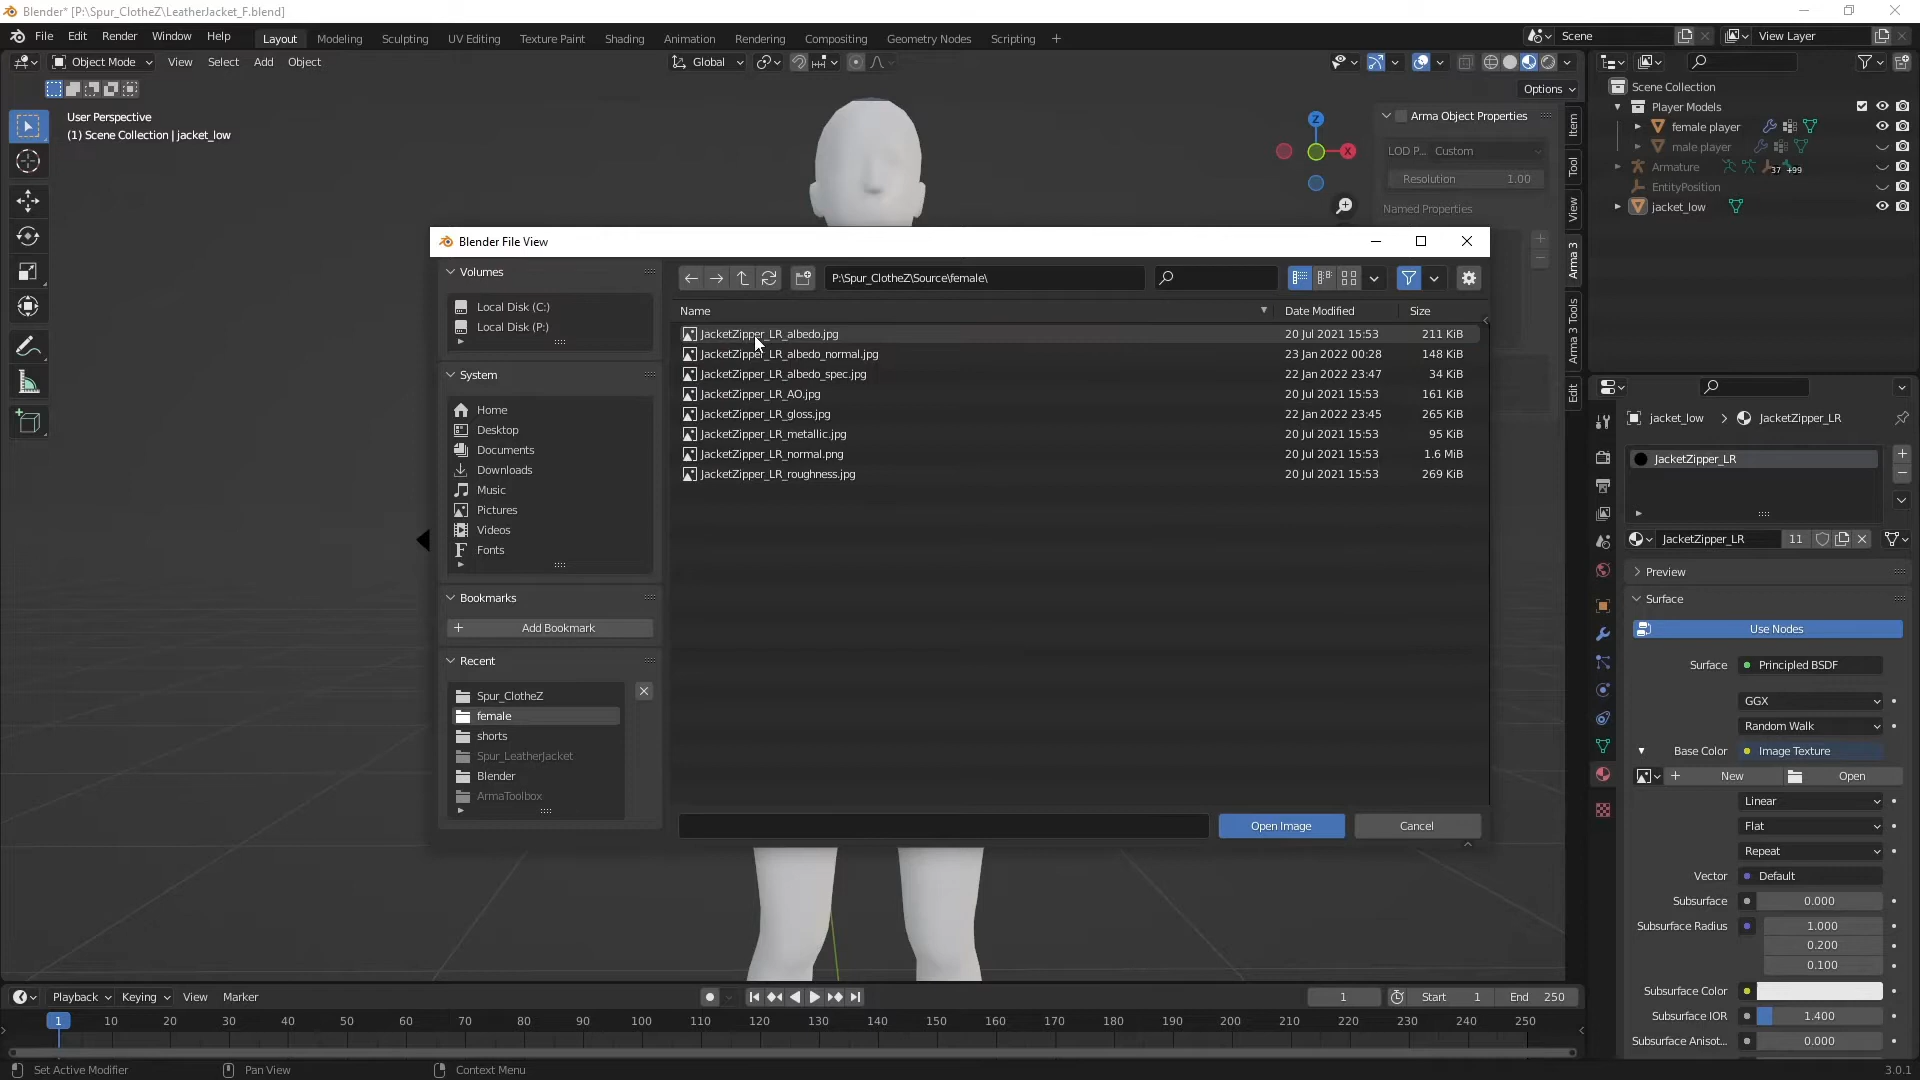 Blender* [P:\Spur_ClotheZ\LeatherJacket_F.blend]
File Edit Render Window Help
Layout Modeling Sculpting UV Editing Texture Paint Shading Animation Rendering Compositing Geometry Nodes Scripting +
Scene
View Layer
Object Mode View Select Add Object
Global
Options
User Perspective
(1) Scene Collection | jacket_low
Z
X
Arma Object Properties
LOD P... Custom
Resolution 1.00
Named Properties
Item
Tool
View
Arma 3
Arma 3 Tools
Edit
Scene Collection
Player Models
female player
male player
Armature 37 +99
EntityPosition
jacket_low
Blender File View
Volumes
Local Disk (C:)
Local Disk (P:)
System
Home
Desktop
Documents
Downloads
Music
Pictures
Videos
Fonts
Bookmarks
Add Bookmark
Recent
Spur_ClotheZ
female
shorts
Spur_LeatherJacket
Blender
ArmaToolbox
P:\Spur_ClotheZ\Source\female\
Name Date Modified Size
JacketZipper_LR_albedo.jpg 20 Jul 2021 15:53 211 KiB
JacketZipper_LR_albedo_normal.jpg 23 Jan 2022 00:28 148 KiB
JacketZipper_LR_albedo_spec.jpg 22 Jan 2022 23:47 34 KiB
JacketZipper_LR_AO.jpg 20 Jul 2021 15:53 161 KiB
JacketZipper_LR_gloss.jpg 22 Jan 2022 23:45 265 KiB
JacketZipper_LR_metallic.jpg 20 Jul 2021 15:53 95 KiB
JacketZipper_LR_normal.png 20 Jul 2021 15:53 1.6 MiB
JacketZipper_LR_roughness.jpg 20 Jul 2021 15:53 269 KiB
Open Image
Cancel
jacket_low > JacketZipper_LR
JacketZipper_LR
JacketZipper_LR 11
Preview
Surface
Use Nodes
Surface Principled BSDF
GGX
Random Walk
Base Color Image Texture
New Open
Linear
Flat
Repeat
Vector Default
Subsurface 0.000
Subsurface Radius 1.000
0.200
0.100
Subsurface Color
Subsurface IOR 1.400
Subsurface Anisot... 0.000
Playback Keying View Marker
1 Start 1 End 250
1 10 20 30 40 50 60 70 80 90 100 110 120 130 140 150 160 170 180 190 200 210 220 230 240 250
Set Active Modifier Pan View Context Menu
3.0.1